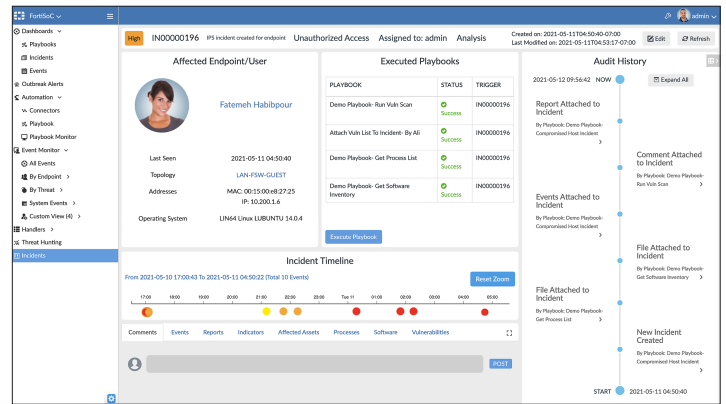 FortiSoC
admin
Dashboards
Playbooks
Incidents
Events
Outbreak Alerts
Automation
Connectors
Playbook
Playbook Monitor
Event Monitor
All Events
By Endpoint
By Threat
System Events
Custom View (4)
Handlers
Threat Hunting
Incidents
High IN00000196 IPS incident created for endpoint Unauthorized Access Assigned to: admin Analysis
Created on: 2021-05-11T04:50:40-07:00
Last Modified on: 2021-05-11T04:53:17-07:00
Edit Refresh
Affected Endpoint/User
Fatemeh Habibpour
Last Seen 2021-05-11 04:50:40
Topology LAN-FSW-GUEST
Addresses MAC: 00:15:00:e8:27:25
IP: 10.200.1.6
Operating System LIN64 Linux LUBUNTU 14.0.4
Executed Playbooks
PLAYBOOK STATUS TRIGGER
Demo Playbook- Run Vuln Scan Success IN00000196
Attach Vuln List To Incident- By Ali Success IN00000196
Demo Playbook- Get Process List Success IN00000196
Demo Playbook- Get Software Inventory Success IN00000196
Execute Playbook
Incident Timeline
From 2021-05-10 17:00:43 To 2021-05-11 04:50:22 (Total 10 Events)
Reset Zoom
17:00 18:00 19:00 20:00 21:00 22:00 23:00 Tue 11 01:00 02:00 03:00 04:00 05:00
Comments Events Reports Indicators Affected Assets Processes Software Vulnerabilities
POST
Audit History
2021-05-12 09:56:42 NOW
Expand All
Report Attached to
Incident
By Playbook: Demo Playbook-
Compromised Host Incident
Comment Attached
to Incident
By Playbook: Demo Playbook-
Run Vuln Scan
Events Attached to
Incident
By Playbook: Demo Playbook-
Compromised Host Incident
File Attached to
Incident
By Playbook: Demo Playbook-
Get Software Inventory
File Attached to
Incident
By Playbook: Demo Playbook-
Get Process List
New Incident
Created
By Playbook: Demo Playbook-
Compromised Host Incident
START 2021-05-11 04:50:40